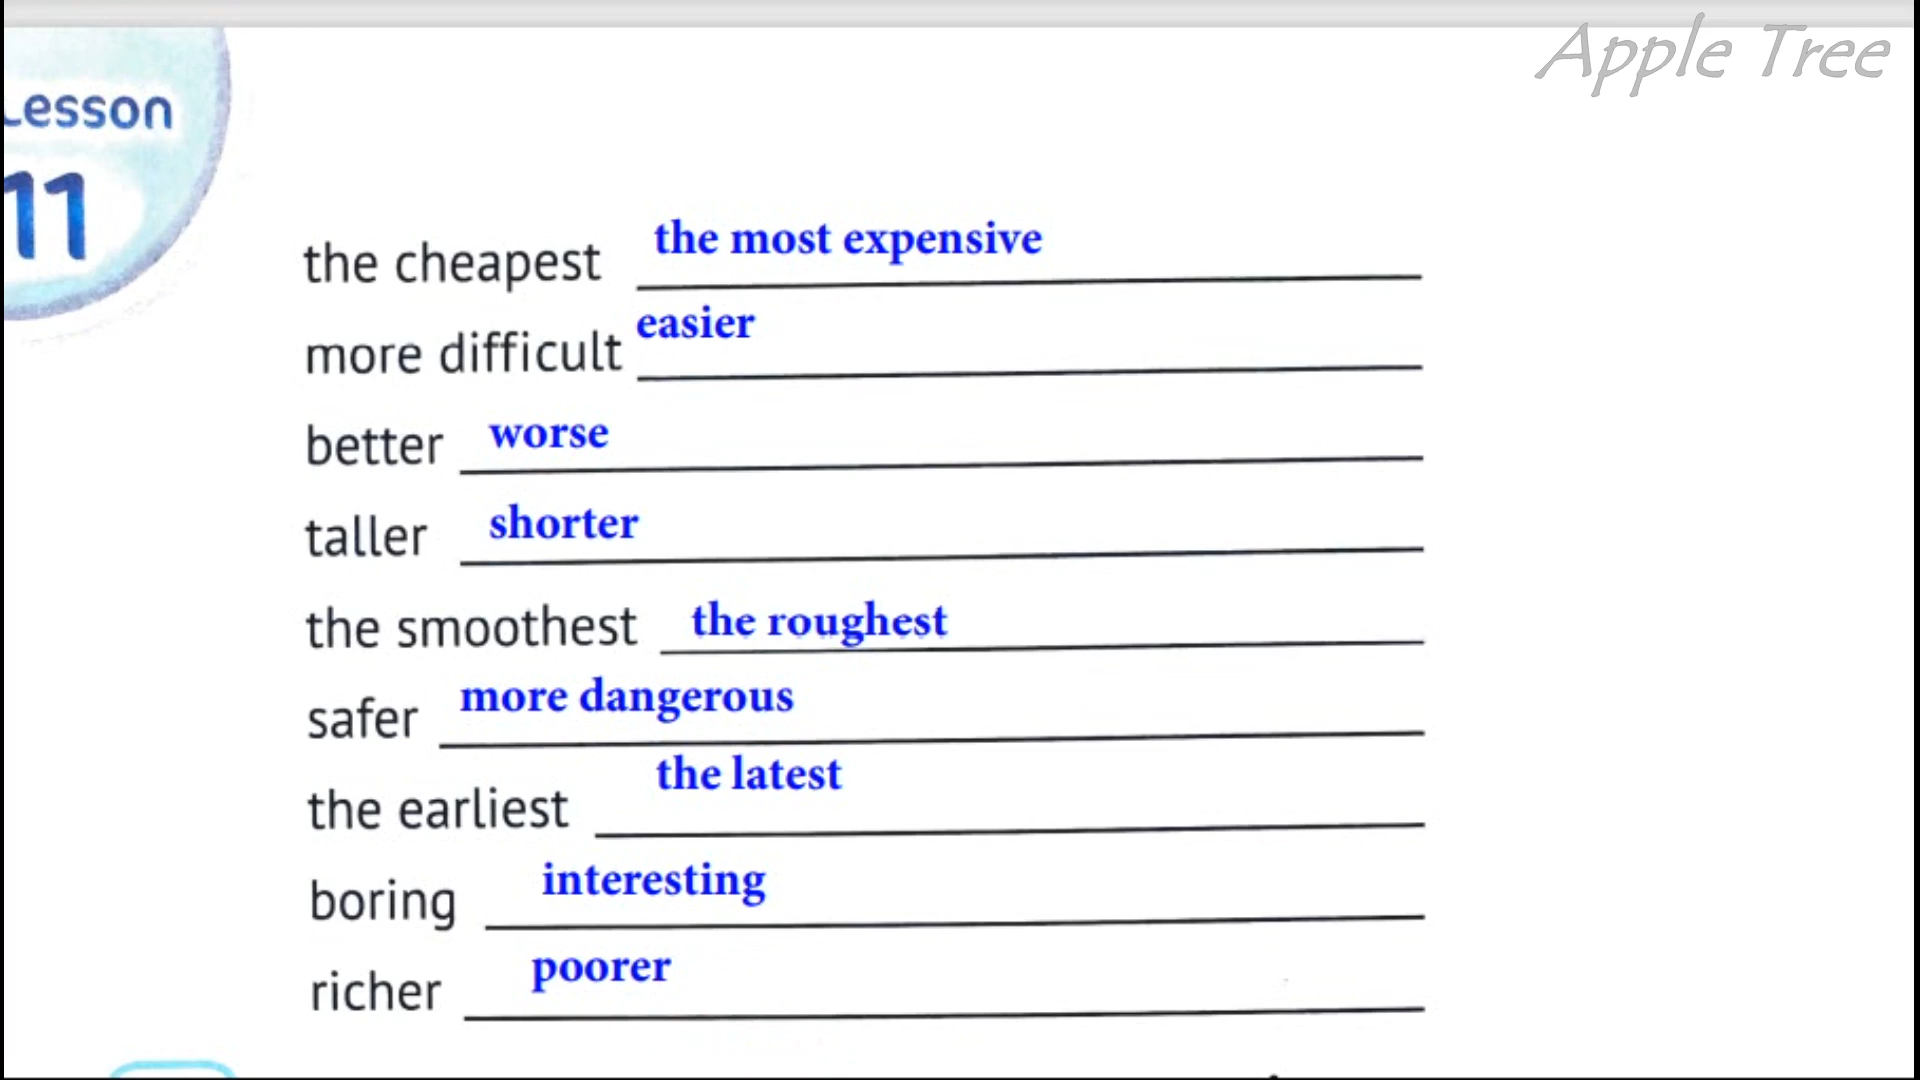 Apple Tree
Lesson
11
the cheapest the most expensive
more difficult easier
better worse
taller shorter
the smoothest the roughest
safer more dangerous
the earliest the latest
boring interesting
richer poorer